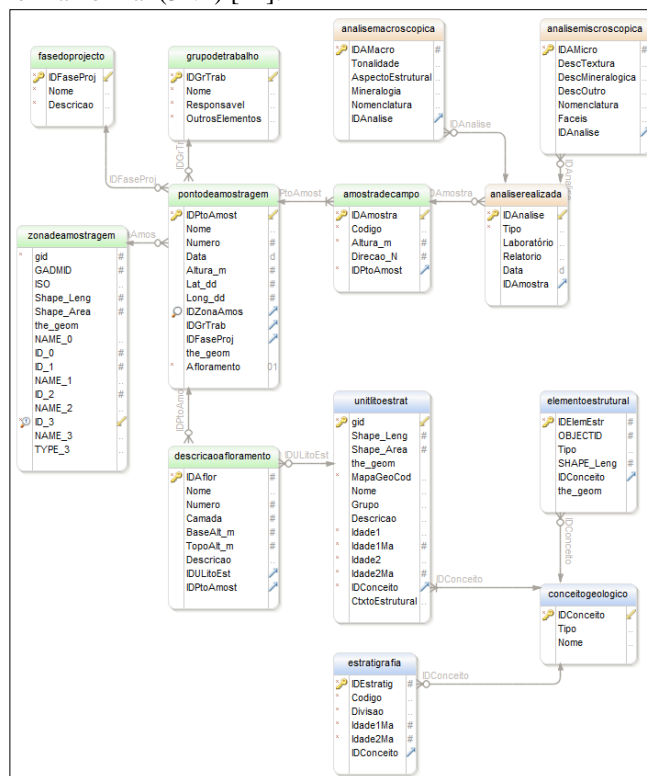 fasedoprojecto
IDFaseProj
Nome
Descricao
grupodetrabalho
IDGrTrab
Nome
Responsavel
OutrosElementos
analisemacroscopica
IDAMacro #
Tonalidade
AspectoEstrutural
Mineralogia
Nomenclatura
IDAnalise
analisemiscroscopica
IDAMicro #
DescTextura
DescMineralogica
DescOutro
Nomenclatura
Faceis
IDAnalise
IDAnalise
IDFaseProj
IDGrTr
zonadeamostragem
gid #
GADMID #
ISO
Shape_Leng #
Shape_Area #
the_geom
NAME_0
ID_0 #
ID_1 #
NAME_1
ID_2 #
NAME_2
ID_3
NAME_3
TYPE_3
pontodeamostragem
IDPtoAmost
Nome
Numero #
Data d
Altura_m #
Lat_dd #
Long_dd #
IDZonaAmos
IDGrTrab
IDFaseProj
the_geom
Afloramento 01
PtoAmost
amostradecampo
IDAmostra
Codigo
Altura_m #
Direcao_N #
IDPtoAmost
DAmostra
analiserealizada
IDAnalise
Tipo
Laboratório
Relatorio
Data d
IDAmostra
IDPtoAmo
descricaoafloramento
IDAflor #
Nome
Numero #
Camada #
BaseAlt_m #
TopoAlt_m #
Descricao
IDULitoEst
IDPtoAmost
IDULitoEst
unitlitoestrat
gid
Shape_Leng #
Shape_Area #
the_geom
MapaGeoCod
Nome
Grupo
Descricao
Idade1
Idade1Ma #
Idade2
Idade2Ma #
IDConceito
CtxtoEstrutural
elementoestrutural
IDElemEstr #
OBJECTID #
Tipo
SHAPE_Leng #
IDConceito
the_geom
IDConceito
IDConceito
conceitogeologico
IDConceito
Tipo
Nome
estratigrafia
IDEstratig #
Codigo
Divisao
Idade1Ma #
Idade2Ma #
IDConceito
IDConceito